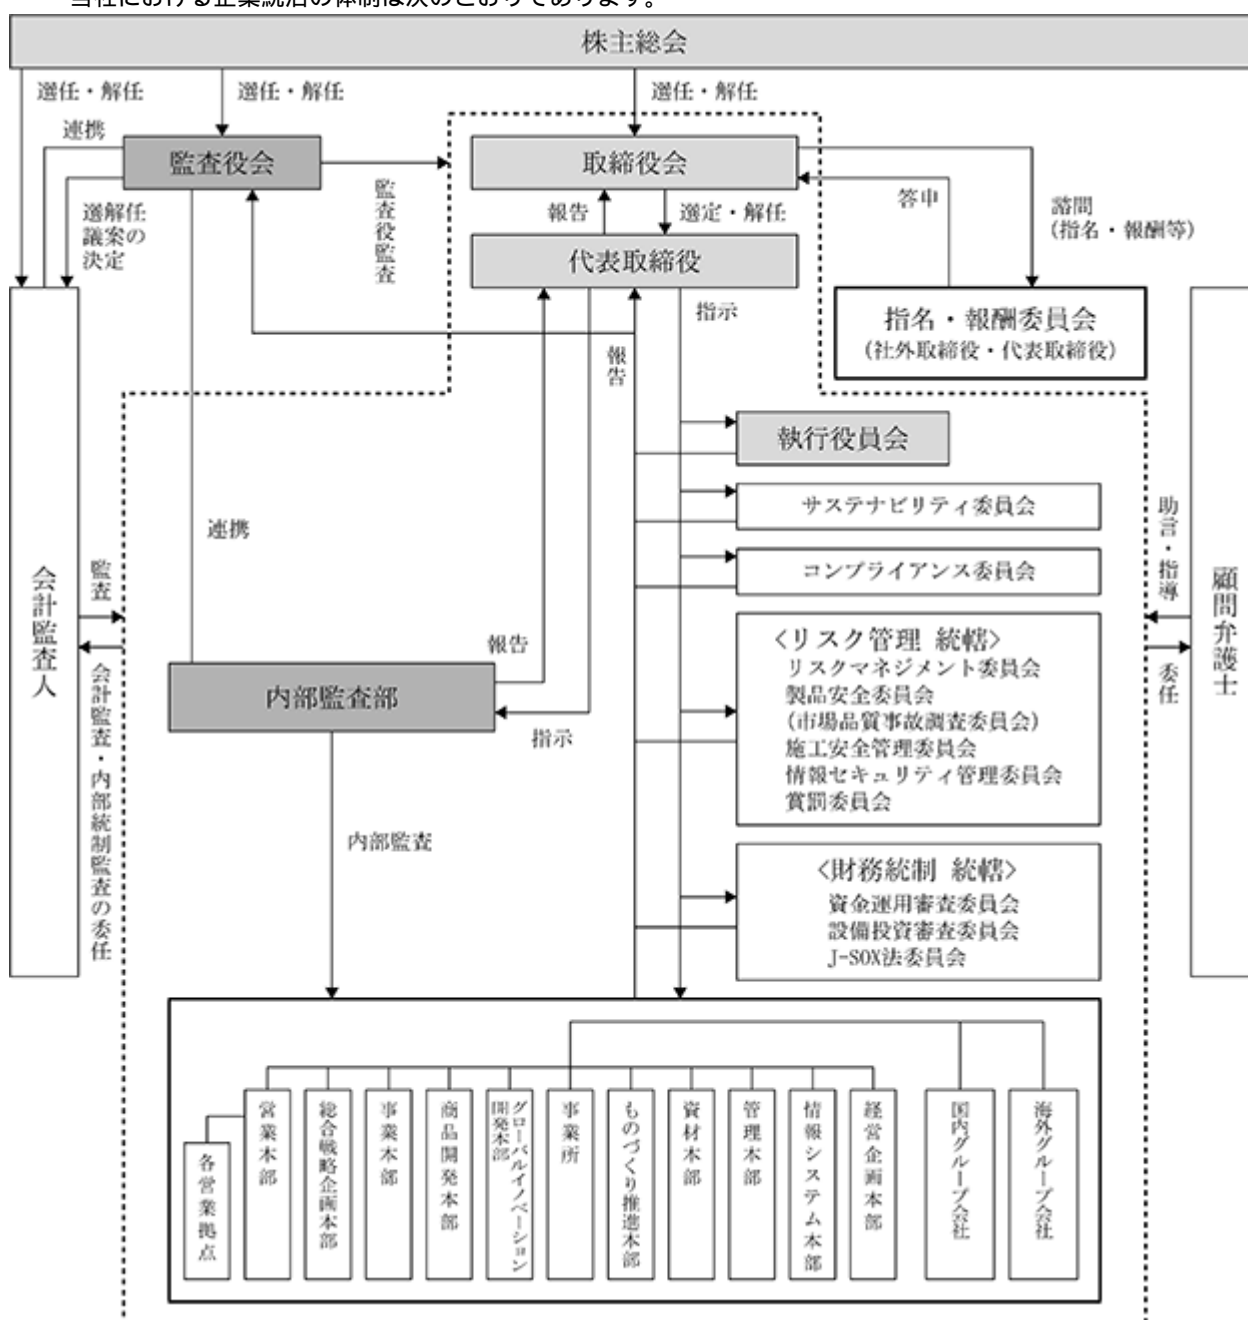 当社における企業統治の体制は次のとおりであります。
株主総会
選任・解任
選任・解任
選任・解任
連携
監査役会
取締役会
選解任
議案の
決定
監査役監査
報告
選定・解任
答申
諮問
(指名・報酬等)
代表取締役
指示
報告
指名・報酬委員会
(社外取締役・代表取締役)
執行役員会
サステナビリティ委員会
コンプライアンス委員会
連携
会計監査人
監査
会計監査・内部統制監査の委任
助言・指導
委任
顧問弁護士
報告
内部監査部
指示
<リスク管理 統轄>
リスクマネジメント委員会
製品安全委員会
(市場品質事故調査委員会)
施工安全管理委員会
情報セキュリティ管理委員会
賞罰委員会
内部監査
<財務統制 統轄>
資金運用審査委員会
設備投資審査委員会
J-SOX法委員会
各営業拠点
営業本部
総合戦略企画本部
事業本部
商品開発本部
グローバルイノベーション
開発本部
事業所
ものづくり推進本部
資材本部
管理本部
情報システム本部
経営企画本部
国内グループ会社
海外グループ会社